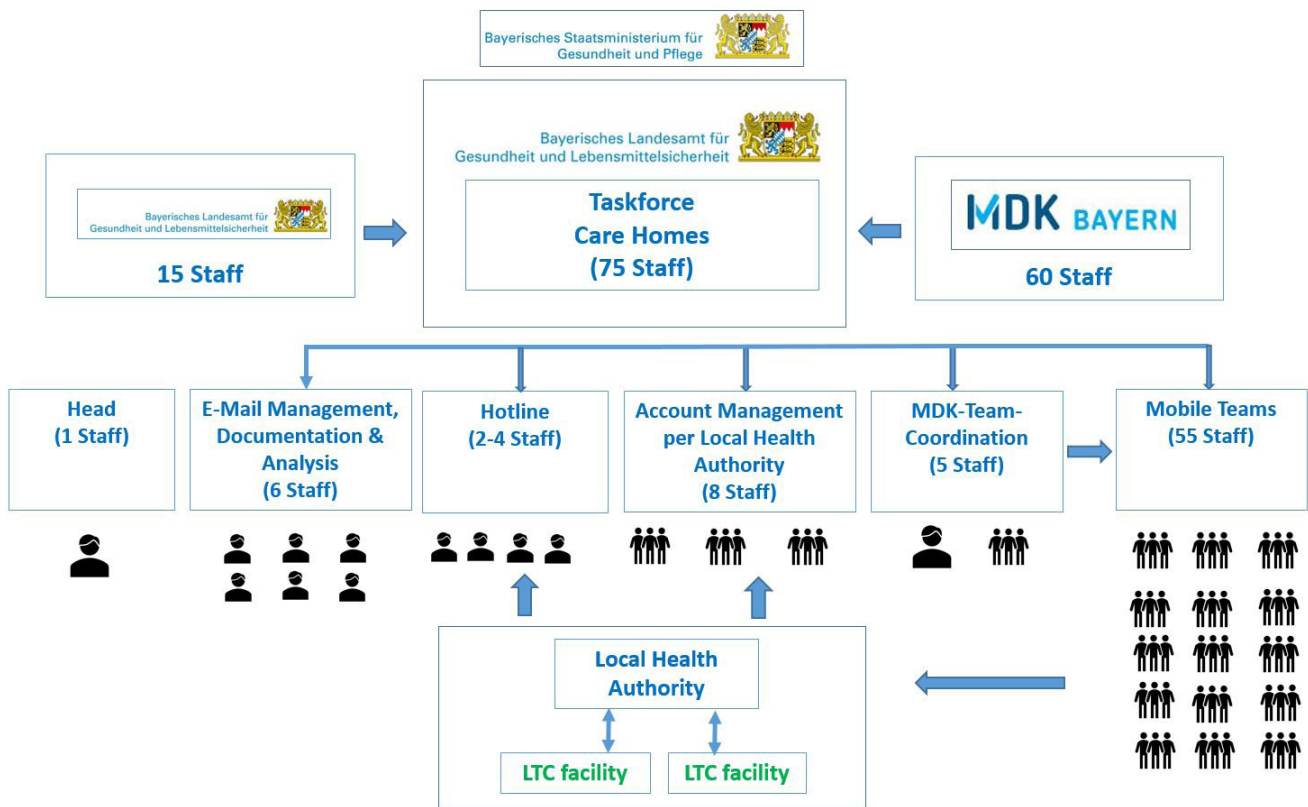 Bayerisches Staatsministerium für
Gesundheit und Pflege
Bayerisches Landesamt für
Gesundheit und Lebensmittelsicherheit
Taskforce
Care Homes
(75 Staff)
Bayerisches Landesamt für
Gesundheit und Lebensmittelsicherheit
15 Staff
MDK BAYERN
60 Staff
Head
(1 Staff)
E-Mail Management,
Documentation &
Analysis
(6 Staff)
Hotline
(2-4 Staff)
Account Management
per Local Health
Authority
(8 Staff)
MDK-Team-
Coordination
(5 Staff)
Mobile Teams
(55 Staff)
Local Health
Authority
LTC facility
LTC facility